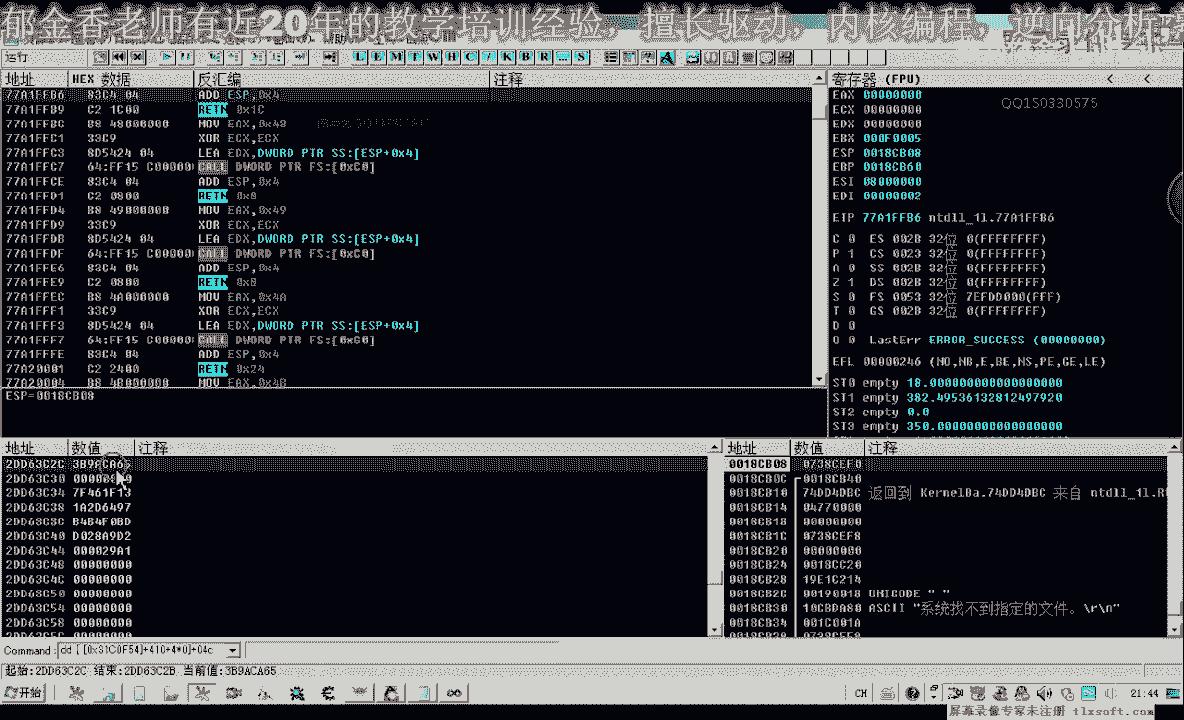 郁金香老师有近20年的教学培训经验，擅长驱动，内核编程，逆向分析
运行
L E M T W H C / K B R ... S
地址 HEX 数据 反汇编 注释
77A1FFB6 83C4 04 ADD ESP,0x4
77A1FFB9 C2 1C00 RETN 0x1C
77A1FFBC B8 48000000 MOV EAX,0x48
77A1FFC1 33C9 XOR ECX,ECX
77A1FFC3 8D5424 04 LEA EDX,DWORD PTR SS:[ESP+0x4]
77A1FFC7 64:FF15 C00000 CALL DWORD PTR FS:[0xC0]
77A1FFCE 83C4 04 ADD ESP,0x4
77A1FFD1 C2 0800 RETN 0x8
77A1FFD4 B8 49000000 MOV EAX,0x49
77A1FFD9 33C9 XOR ECX,ECX
77A1FFDB 8D5424 04 LEA EDX,DWORD PTR SS:[ESP+0x4]
77A1FFDF 64:FF15 C00000 CALL DWORD PTR FS:[0xC0]
77A1FFE6 83C4 04 ADD ESP,0x4
77A1FFE9 C2 0800 RETN 0x8
77A1FFEC B8 4A000000 MOV EAX,0x4A
77A1FFF1 33C9 XOR ECX,ECX
77A1FFF3 8D5424 04 LEA EDX,DWORD PTR SS:[ESP+0x4]
77A1FFF7 64:FF15 C00000 CALL DWORD PTR FS:[0xC0]
77A1FFFE 83C4 04 ADD ESP,0x4
77A20001 C2 2400 RETN 0x24
77A20004 B8 4B000000 MOV EAX,0x4B
ESP=0018CB08
寄存器 (FPU) < <
QQ150330575
EAX 00000000
ECX 00000000
EDX 00000000
EBX 000F0005
ESP 0018CB08
EBP 0018CB60
ESI 08000000
EDI 00000002
EIP 77A1FFB6 ntdll_1l.77A1FFB6
C 0 ES 002B 32位 0(FFFFFFFF)
P 1 CS 0023 32位 0(FFFFFFFF)
A 0 SS 002B 32位 0(FFFFFFFF)
Z 1 DS 002B 32位 0(FFFFFFFF)
S 0 FS 0053 32位 7EFDD000(FFF)
T 0 GS 002B 32位 0(FFFFFFFF)
D 0
O 0 LastErr ERROR_SUCCESS (00000000)
EFL 00000246 (NO,NB,E,BE,NS,PE,GE,LE)
ST0 empty 18.000000000000000000
ST1 empty 382.49536132812497920
ST2 empty 0.0
ST3 empty 350.00000000000000000
地址 数值 注释
2DD63C2C 3B9ACA65
2DD63C30 00000000
2DD63C34 7F461F13
2DD63C38 1A2D6497
2DD63C3C B4B4F0BD
2DD63C40 D028A9D2
2DD63C44 000029A1
2DD63C48 00000000
2DD63C4C 00000000
2DD63C50 00000000
2DD63C54 00000000
2DD63C58 00000000
地址 数值 注释
0018CB08 0738CEF0
0018CB0C 0018CB40
0018CB10 74DD4DBC 返回到 KernelBa.74DD4DBC 来自 ntdll_1l.R
0018CB14 04770000
0018CB18 00000000
0018CB1C 0738CEF8
0018CB20 00000000
0018CB24 0018CC20
0018CB28 19E1C214
0018CB2C 00190018 UNICODE " "
0018CB30 10CBDA80 ASCII "系统找不到指定的文件。\r\n"
0018CB34 001C001A
Command : dd [ [0x31C0F54]+410+4*0]+04c
起始:2DD63C2C 结束:2DD63C2B 当前值:3B9ACA65
开始 CH 21:44
屏幕录像专家未注册 tlxsoft.com